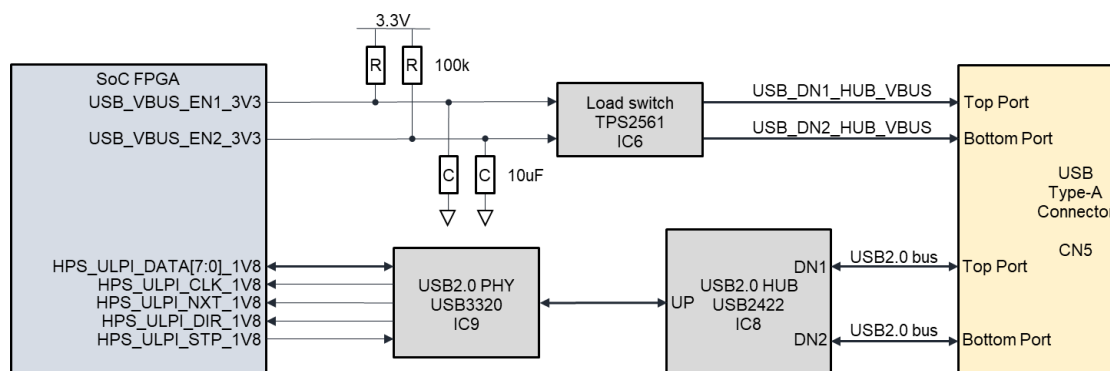 3.3V
R
R
100k
SoC FPGA
USB_VBUS_EN1_3V3
USB_VBUS_EN2_3V3
Load switch
TPS2561
IC6
USB_DN1_HUB_VBUS
USB_DN2_HUB_VBUS
Top Port
Bottom Port
C
C
10uF
USB
Type-A
Connector
CN5
HPS_ULPI_DATA[7:0]_1V8
HPS_ULPI_CLK_1V8
HPS_ULPI_NXT_1V8
HPS_ULPI_DIR_1V8
HPS_ULPI_STP_1V8
USB2.0 PHY
USB3320
IC9
UP
USB2.0 HUB
USB2422
IC8
DN1
DN2
USB2.0 bus
USB2.0 bus
Top Port
Bottom Port